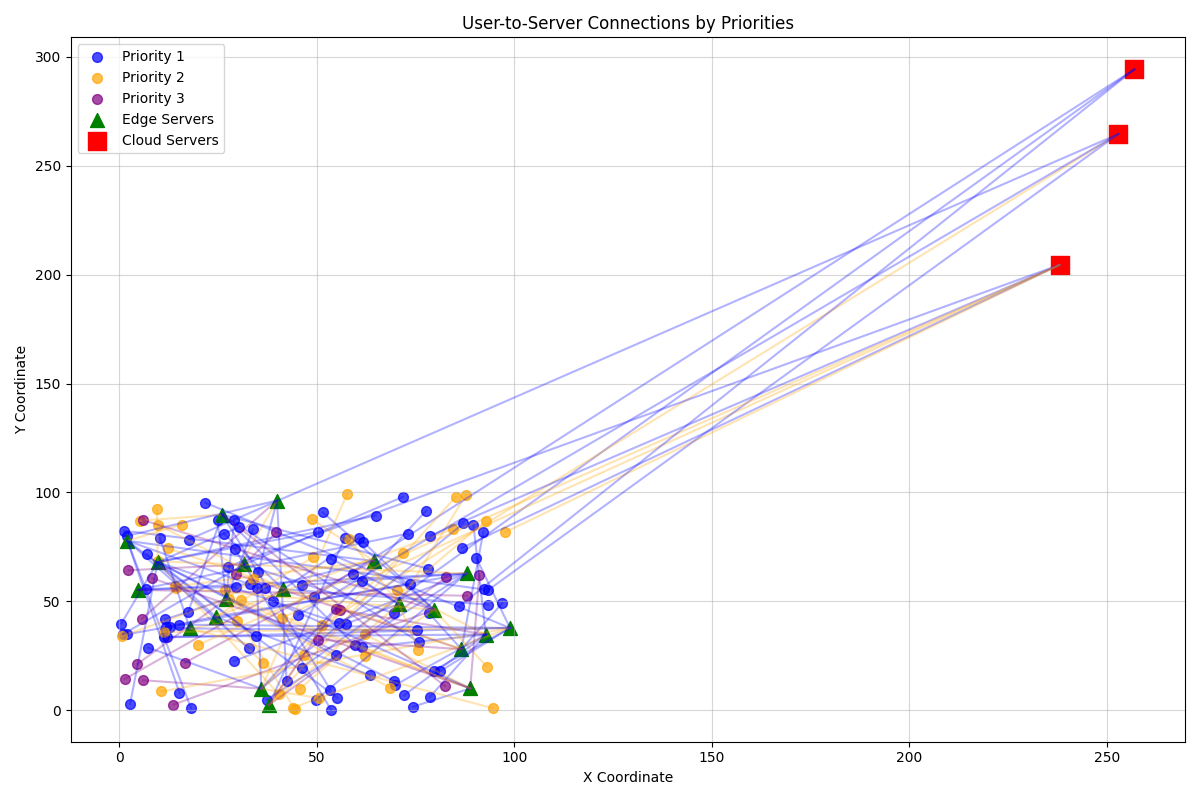 User-to-Server Connections by Priorities
Priority 1
Priority 2
Priority 3
Edge Servers
Cloud Servers
300
250
200
150
100
50
0
Y Coordinate
0 50 100 150 200 250
X Coordinate